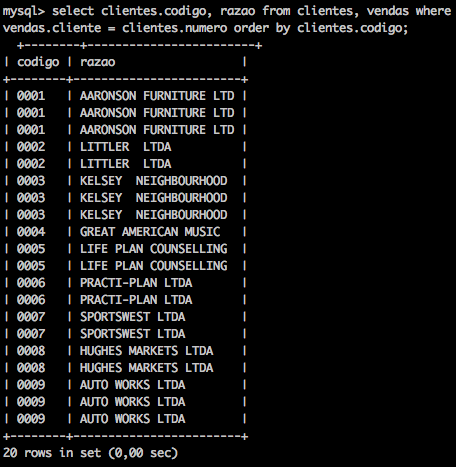 mysql> select clientes.codigo, razao from clientes, vendas where
vendas.cliente = clientes.numero order by clientes.codigo;
+--------+-----------------------+
| codigo | razao                 |
+--------+-----------------------+
| 0001   | AARONSON FURNITURE LTD |
| 0001   | AARONSON FURNITURE LTD |
| 0001   | AARONSON FURNITURE LTD |
| 0002   | LITTLER  LTDA         |
| 0002   | LITTLER  LTDA         |
| 0003   | KELSEY  NEIGHBOURHOOD |
| 0003   | KELSEY  NEIGHBOURHOOD |
| 0003   | KELSEY  NEIGHBOURHOOD |
| 0004   | GREAT AMERICAN MUSIC  |
| 0005   | LIFE PLAN COUNSELLING |
| 0005   | LIFE PLAN COUNSELLING |
| 0006   | PRACTI-PLAN LTDA      |
| 0006   | PRACTI-PLAN LTDA      |
| 0007   | SPORTSWEST LTDA       |
| 0007   | SPORTSWEST LTDA       |
| 0008   | HUGHES MARKETS LTDA   |
| 0008   | HUGHES MARKETS LTDA   |
| 0009   | AUTO WORKS LTDA       |
| 0009   | AUTO WORKS LTDA       |
| 0009   | AUTO WORKS LTDA       |
+--------+-----------------------+
20 rows in set (0,00 sec)